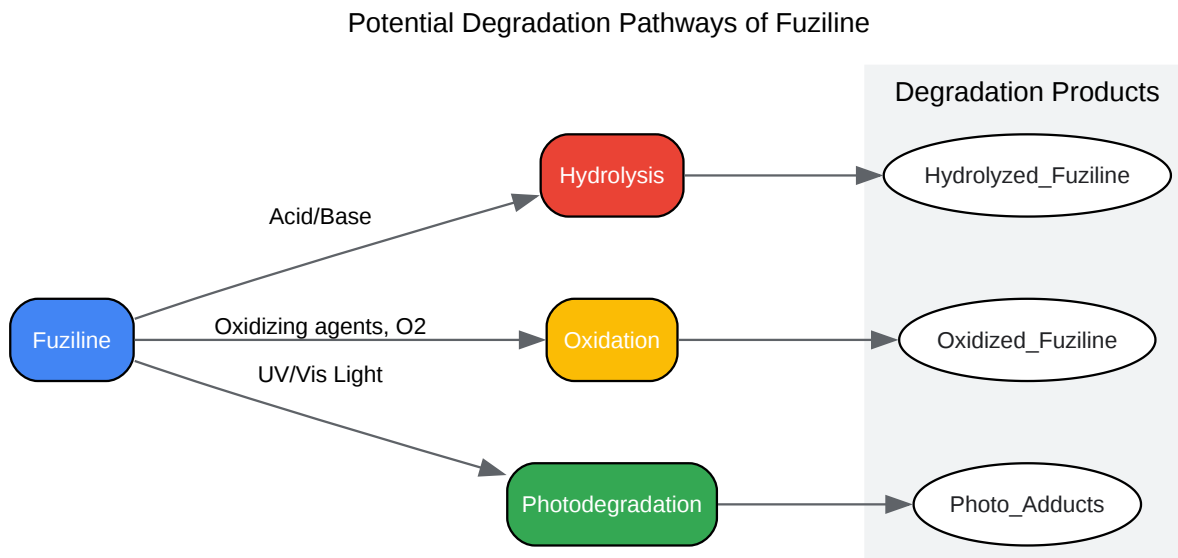 Potential Degradation Pathways of Fuziline
Degradation Products
Hydrolysis
Hydrolyzed_Fuziline
Acid/Base
Fuziline
Oxidizing agents, O2
Oxidation
Oxidized_Fuziline
UV/Vis Light
Photodegradation
Photo_Adducts